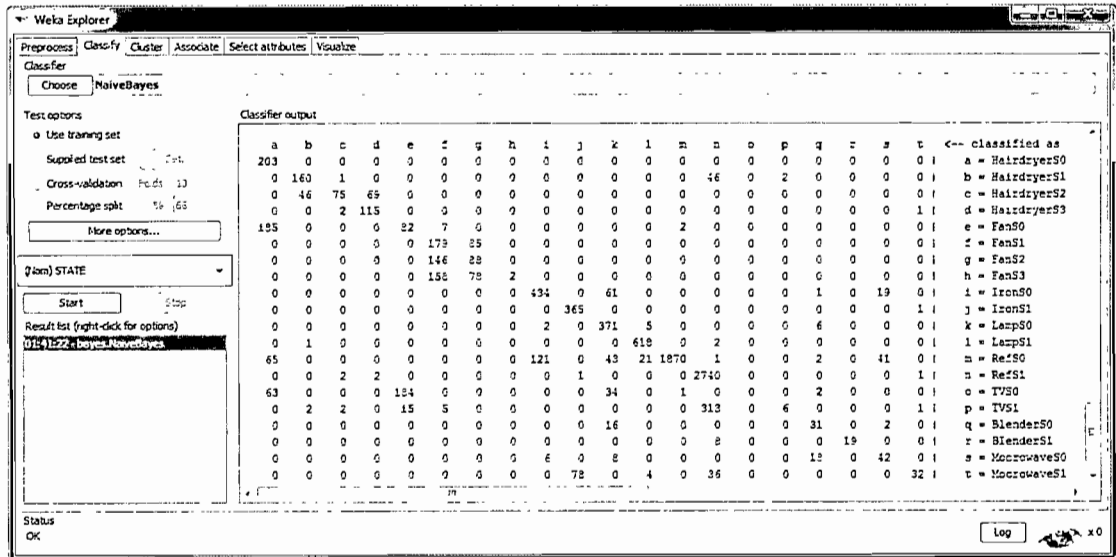 Weka Explorer
Preprocess Classify Cluster Associate Select attributes Visualize
Classifier
Choose NaiveBayes
Test options
Use training set
Supplied test set
Cross-validation Folds 10
Percentage split % 66
More options...
(Nom) STATE
Start Stop
Result list (right-click for options)
01:41:22 - bayes.NaiveBayes
Classifier output
a b c d e f g h i j k l m n o p q r s t <-- classified as
203 0 0 0 0 0 0 0 0 0 0 0 0 0 0 0 0 0 0 0 | a = HairdryerS0
0 160 1 0 0 0 0 0 0 0 0 0 0 46 0 2 0 0 0 0 | b = HairdryerS1
0 46 75 69 0 0 0 0 0 0 0 0 0 0 0 0 0 0 0 0 | c = HairdryerS2
0 0 2 115 0 0 0 0 0 0 0 0 0 0 0 0 0 0 0 1 | d = HairdryerS3
0 0 0 22 7 0 0 0 0 0 0 2 0 0 0 0 0 0 0 | e = FanS0
0 0 0 0 0 0 0 0 0 0 0 0 0 0 0 0 0 0 0 | f = FanS1
0 0 0 0 0 146 0 0 0 0 0 0 0 0 0 0 0 0 0 | g = FanS2
0 0 0 0 0 158 78 2 0 0 0 0 0 0 0 0 0 0 0 0 | h = FanS3
0 0 0 0 0 0 0 0 434 0 61 0 0 0 0 0 1 0 19 0 | i = IronS0
0 0 0 0 0 0 0 0 0 365 0 0 0 0 0 0 0 0 0 1 | j = IronS1
0 0 0 0 0 0 0 0 2 0 371 5 0 0 0 0 6 0 0 0 | k = LampS0
0 1 0 0 0 0 0 0 0 0 0 618 0 2 0 0 0 0 0 0 | l = LampS1
65 0 0 0 0 0 0 0 121 0 43 21 1870 1 0 0 2 0 41 0 | m = RefS0
0 0 2 2 0 0 0 0 0 1 0 0 0 2740 0 0 0 0 0 1 | n = RefS1
63 0 0 0 184 0 0 0 0 0 34 0 1 0 0 0 2 0 0 0 | o = TVS0
0 2 2 0 15 5 0 0 0 0 0 0 0 313 0 6 0 0 0 1 | p = TVS1
0 0 0 0 0 0 0 0 0 0 16 0 0 0 0 0 31 0 2 0 | q = BlenderS0
0 0 0 0 0 0 0 0 0 0 0 0 0 8 0 0 0 19 0 0 | r = BlenderS1
0 0 0 0 0 0 0 0 6 0 8 0 0 0 0 0 0 42 0 | s = MocrowaveS0
0 0 0 0 0 0 0 0 0 78 0 4 0 36 0 0 0 0 0 32 | t = MocrowaveS1
Status
OK
Log x 0